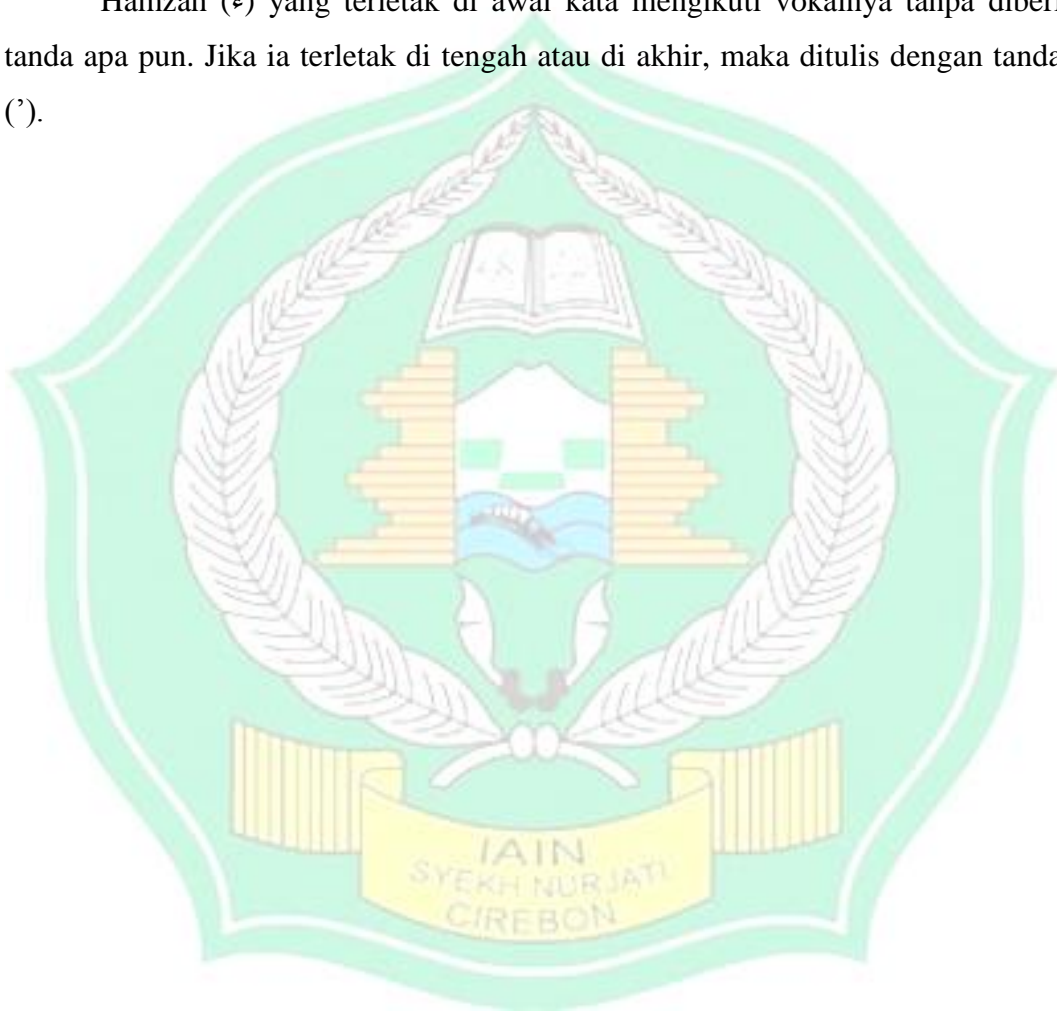 Hamzah (ء) yang terletak di awal kata mengikuti vokalnya tanpa diberi
tanda apa pun. Jika ia terletak di tengah atau di akhir, maka ditulis dengan tanda
(’).
IAIN
SYEKH NURJATI
CIREBON